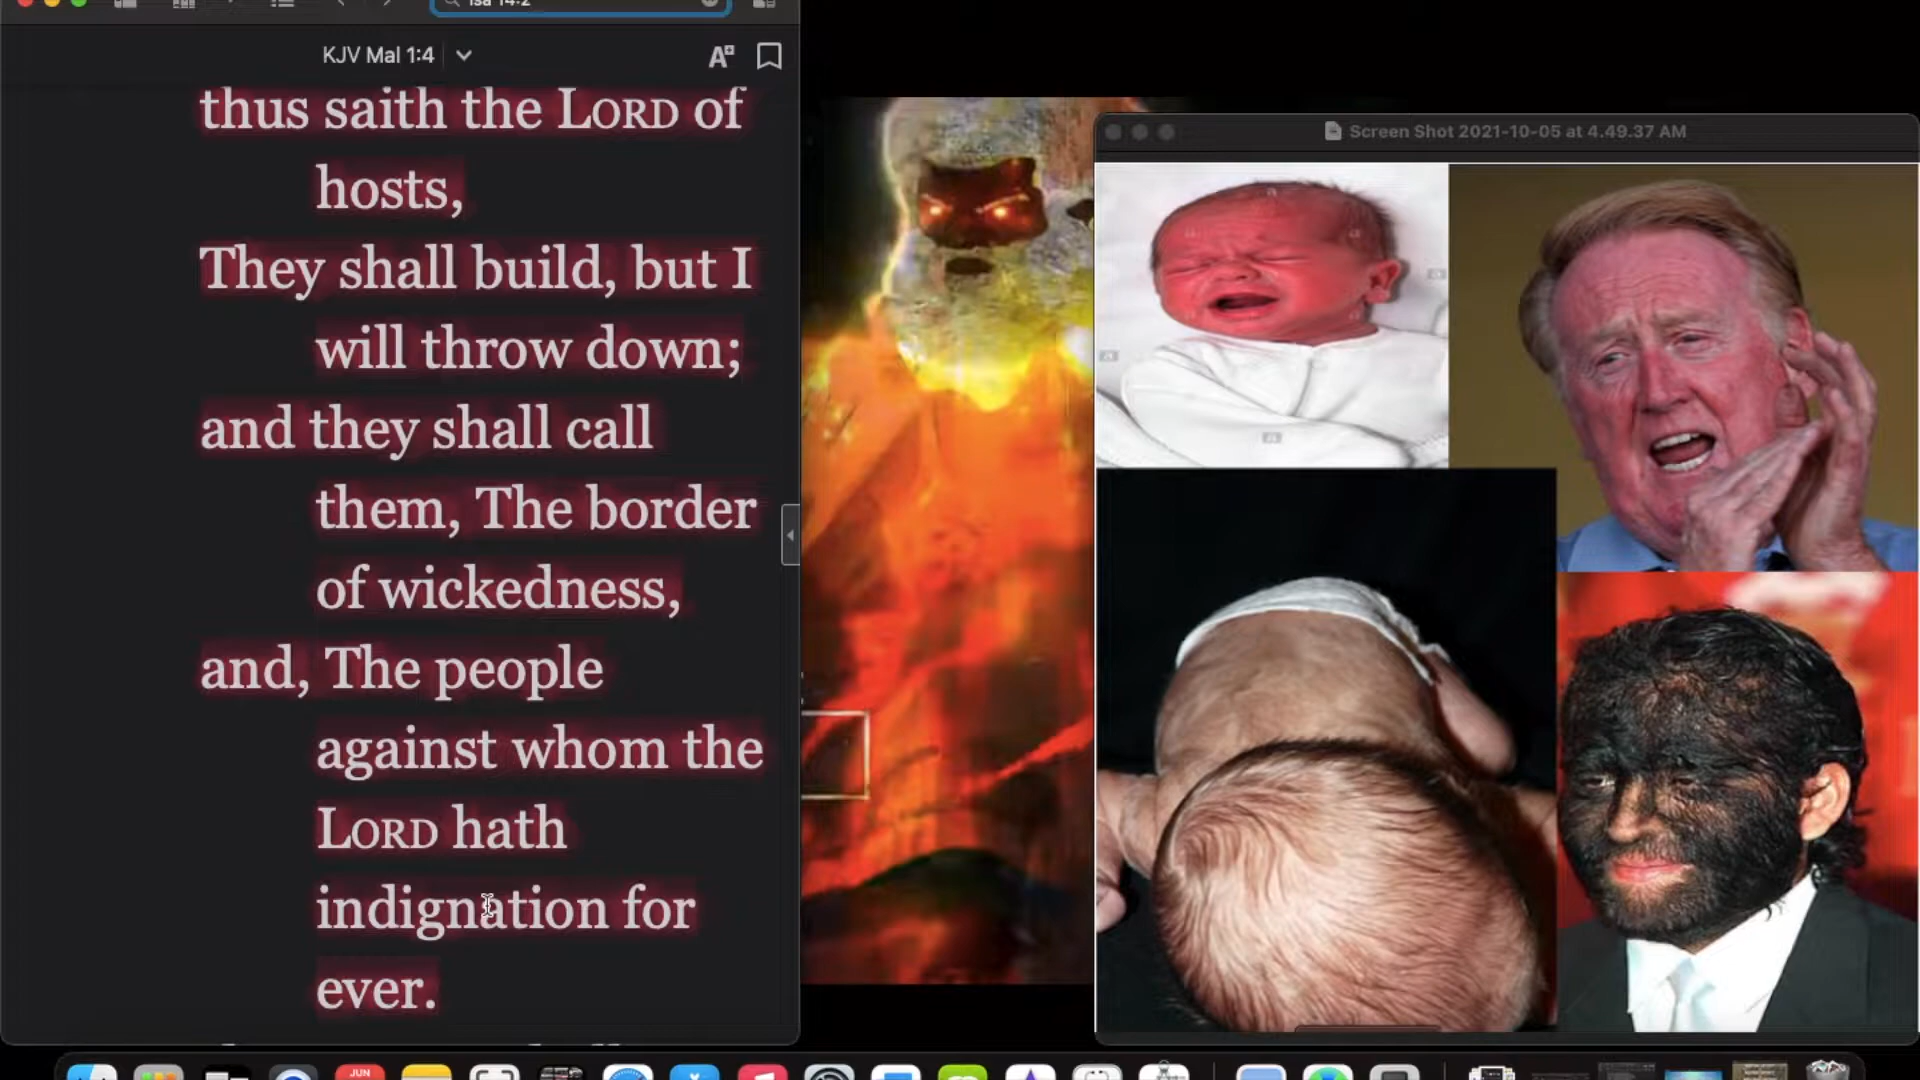 KJV Mal 1:4
thus saith the LORD of
hosts,
They shall build, but I
will throw down;
and they shall call
them, The border
of wickedness,
and, The people
against whom the
LORD hath
indignation for
ever.
Screen Shot 2021-10-05 at 4.49.37 AM
JUN